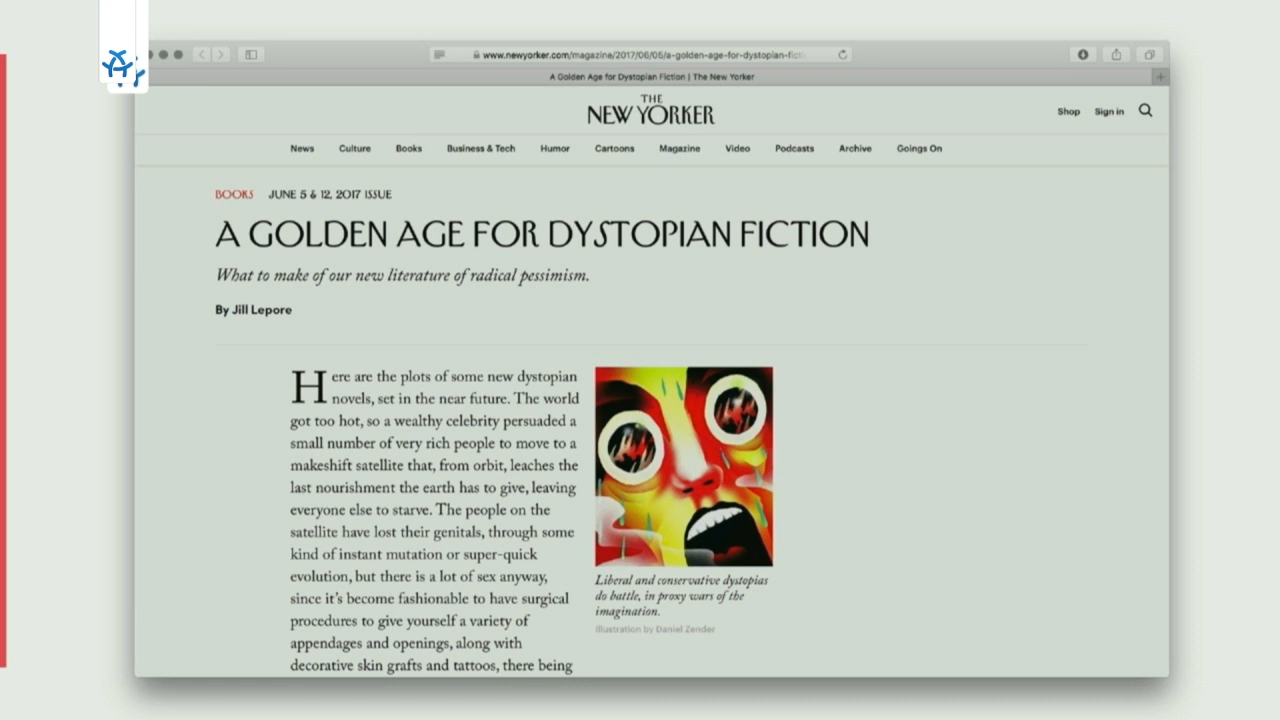 www.newyorker.com/magazine/2017/06/05/a-golden-age-for-dystopian-fict
A Golden Age for Dystopian Fiction | The New Yorker
THE
NEW YORKER
Shop Sign in
News Culture Books Business & Tech Humor Cartoons Magazine Video Podcasts Archive Goings On
BOOKS JUNE 5 & 12, 2017 ISSUE
A GOLDEN AGE FOR DYSTOPIAN FICTION
What to make of our new literature of radical pessimism.
By Jill Lepore
Here are the plots of some new dystopian
novels, set in the near future. The world
got too hot, so a wealthy celebrity persuaded a
small number of very rich people to move to a
makeshift satellite that, from orbit, leaches the
last nourishment the earth has to give, leaving
everyone else to starve. The people on the
satellite have lost their genitals, through some
kind of instant mutation or super-quick
evolution, but there is a lot of sex anyway,
since it's become fashionable to have surgical
procedures to give yourself a variety of
appendages and openings, along with
decorative skin grafts and tattoos, there being
Liberal and conservative dystopias
do battle, in proxy wars of the
imagination.
Illustration by Daniel Zender